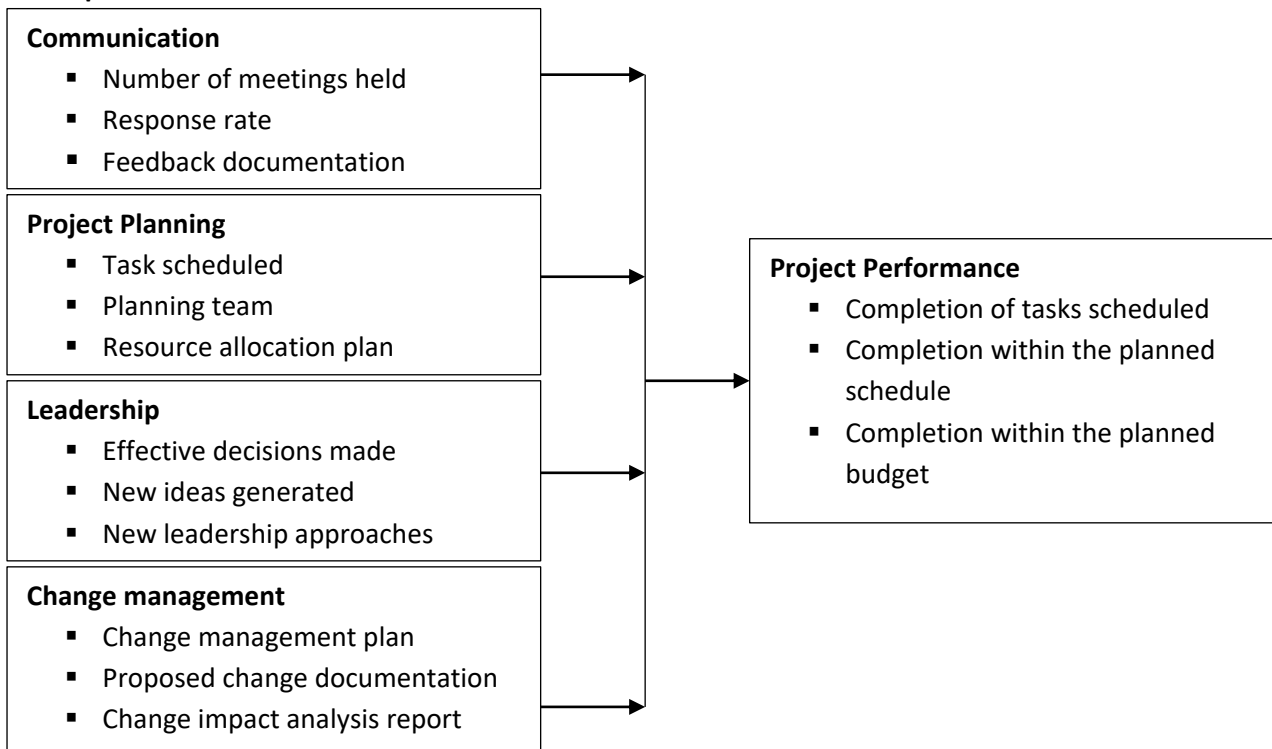 Communication
▪ Number of meetings held
▪ Response rate
▪ Feedback documentation
Project Planning
▪ Task scheduled
▪ Planning team
▪ Resource allocation plan
Leadership
▪ Effective decisions made
▪ New ideas generated
▪ New leadership approaches
Change management
▪ Change management plan
▪ Proposed change documentation
▪ Change impact analysis report
Project Performance
▪ Completion of tasks scheduled
▪ Completion within the planned
schedule
▪ Completion within the planned
budget